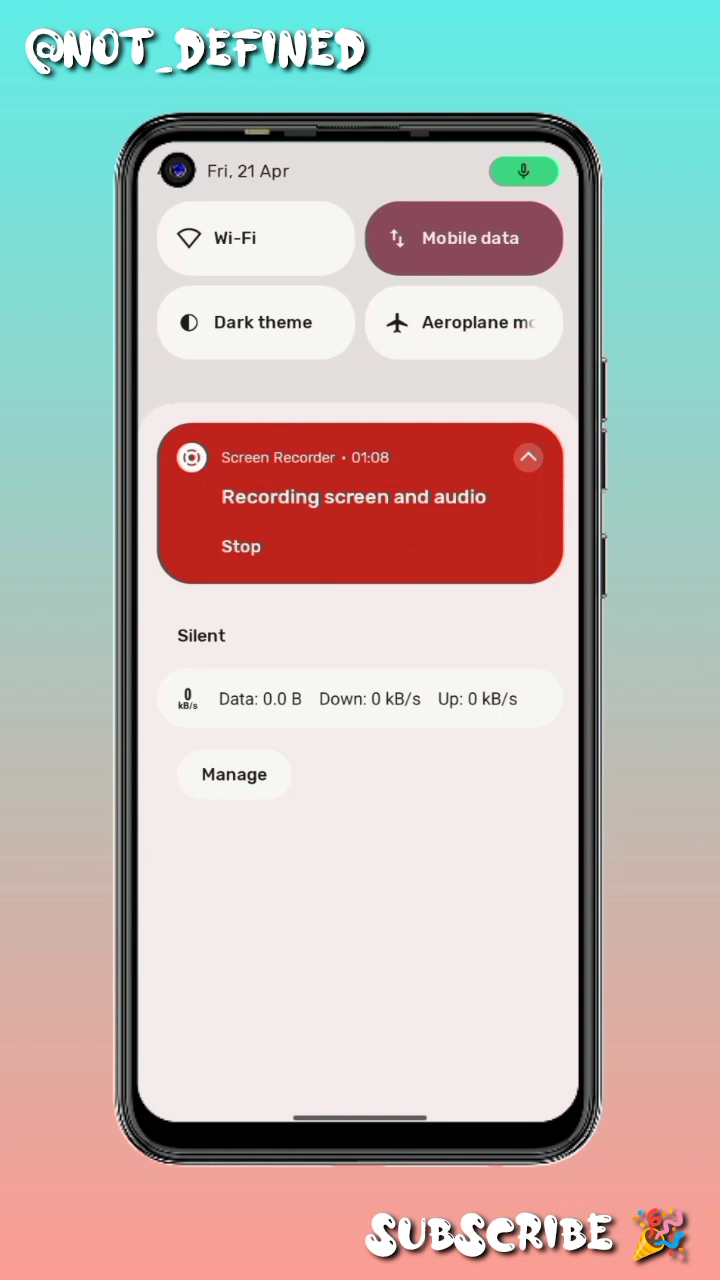 @NOT_DEFINED
Fri, 21 Apr
Wi-Fi
Mobile data
Dark theme
Aeroplane mo
Screen Recorder • 01:08
Recording screen and audio
Stop
Silent
0 kB/s
Data: 0.0 B Down: 0 kB/s Up: 0 kB/s
Manage
SUBSCRIBE 🎉